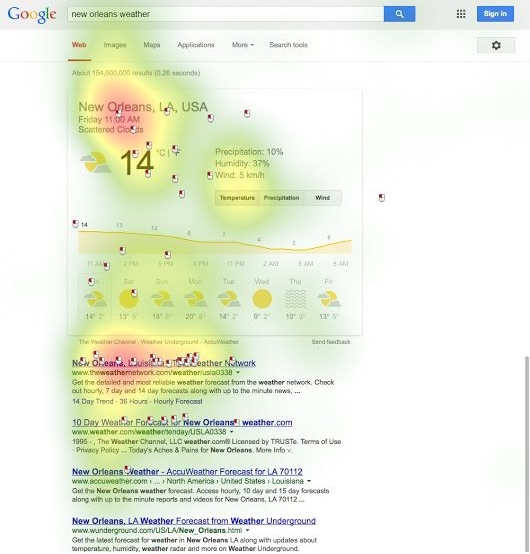 Google new orleans weather Sign in
Web Images Maps Applications More Search tools
About 154,000,000 results (0.26 seconds)
New Orleans, LA, USA
Friday 11:00 AM
Scattered Clouds
14 °C | °F
Precipitation: 10%
Humidity: 37%
Wind: 5 km/h
Temperature Precipitation Wind
14 13 12 8 7 4 2 6
11 AM 2 PM 5 PM 8 PM 11 PM 2 AM 5 AM 8 AM
Fri Sat Sun Mon Tue Wed Thu Fri
14° 2° 13° 9° 18° 8° 20° 8° 14° 2° 9° 2° 10° 3° 13° 5°
The Weather Channel - Weather Underground - AccuWeather Send feedback
New Orleans, Louisiana - The Weather Network
www.theweathernetwork.com/weather/usla0338
Get the detailed and most reliable weather forecast from the weather network. Check
out hourly, 7 day and 14 day forecasts along with up to the minute news, ...
14 Day Trend - 36 Hours - Hourly Forecast
10 Day Weather Forecast for New Orleans weather.com
www.weather.com/weather/tenday/USLA0338
1995 - , The Weather Channel, LLC weather.com® Licensed by TRUSTe. Terms of Use
· Privacy Policy ... Today's Aches & Pains for New Orleans. More Info v.
New Orleans Weather - AccuWeather Forecast for LA 70112
www.accuweather.com › ... › North America › United States › Louisiana
Get the New Orleans weather forecast. Access hourly, 10 day and 15 day forecasts
along with up to the minute reports and videos for New Orleans, LA 70112 ...
New Orleans, LA Weather Forecast from Weather Underground
www.wunderground.com/US/LA/New_Orleans.html
Get the latest forecast for weather in New Orleans LA along with updates about
temperature, humidity, weather radar and more on Weather Underground.